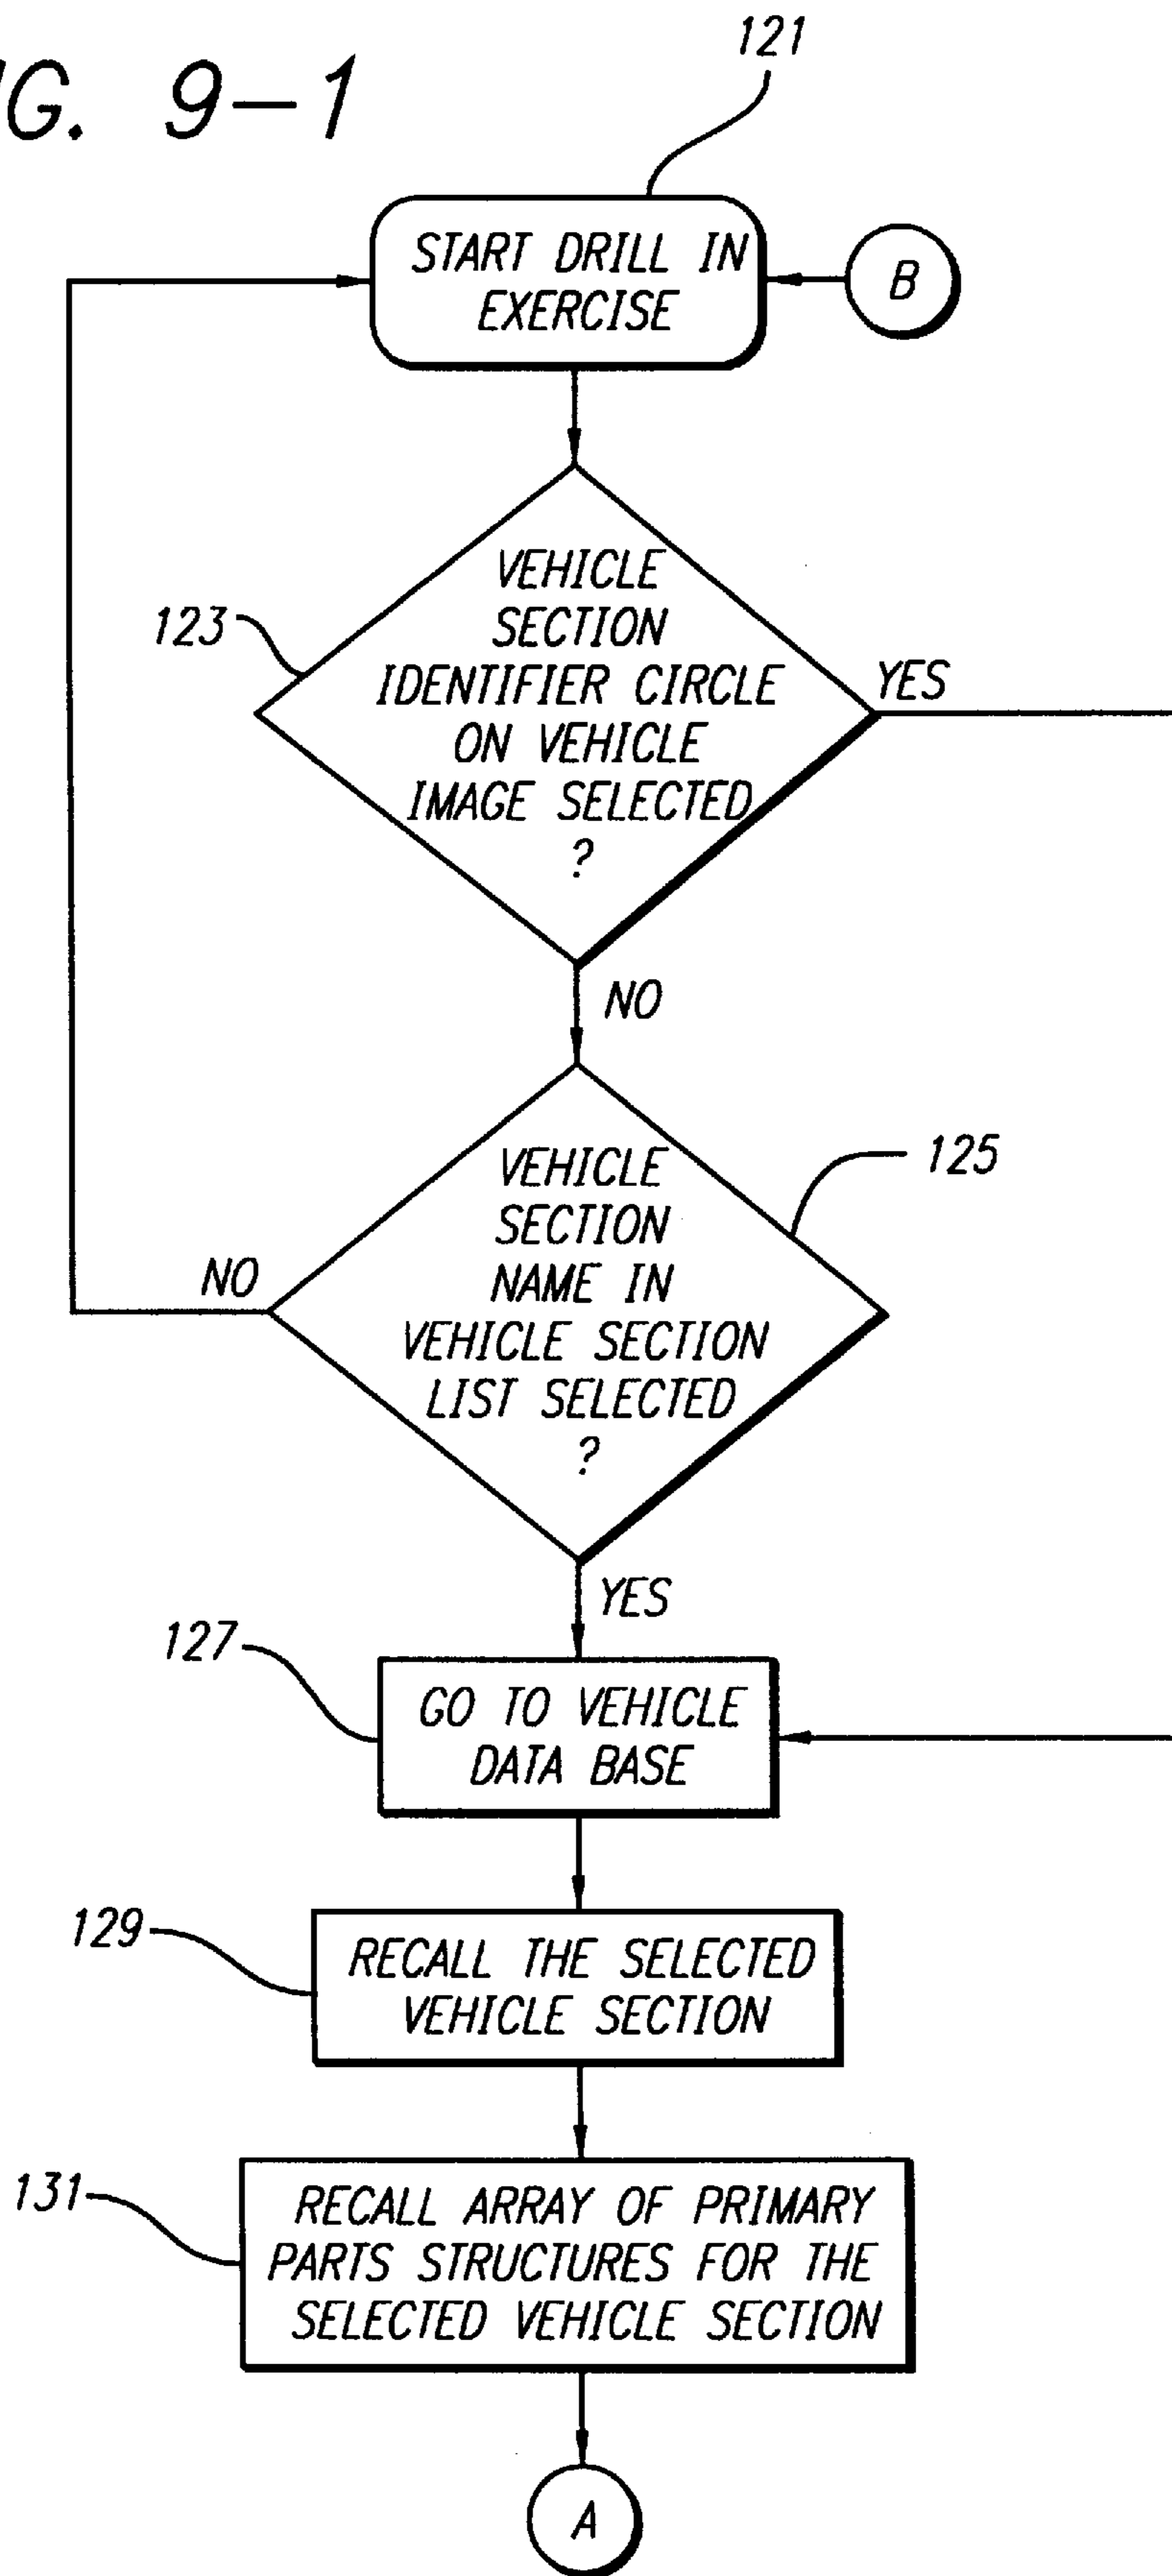 G. 9-1
121
START DRILL IN
EXERCISE
B
123
VEHICLE
SECTION
IDENTIFIER CIRCLE
ON VEHICLE
IMAGE SELECTED
?
YES
NO
125
VEHICLE
SECTION
NAME IN
VEHICLE SECTION
LIST SELECTED
?
NO
YES
127
GO TO VEHICLE
DATA BASE
129
RECALL THE SELECTED
VEHICLE SECTION
131
RECALL ARRAY OF PRIMARY
PARTS STRUCTURES FOR THE
SELECTED VEHICLE SECTION
A